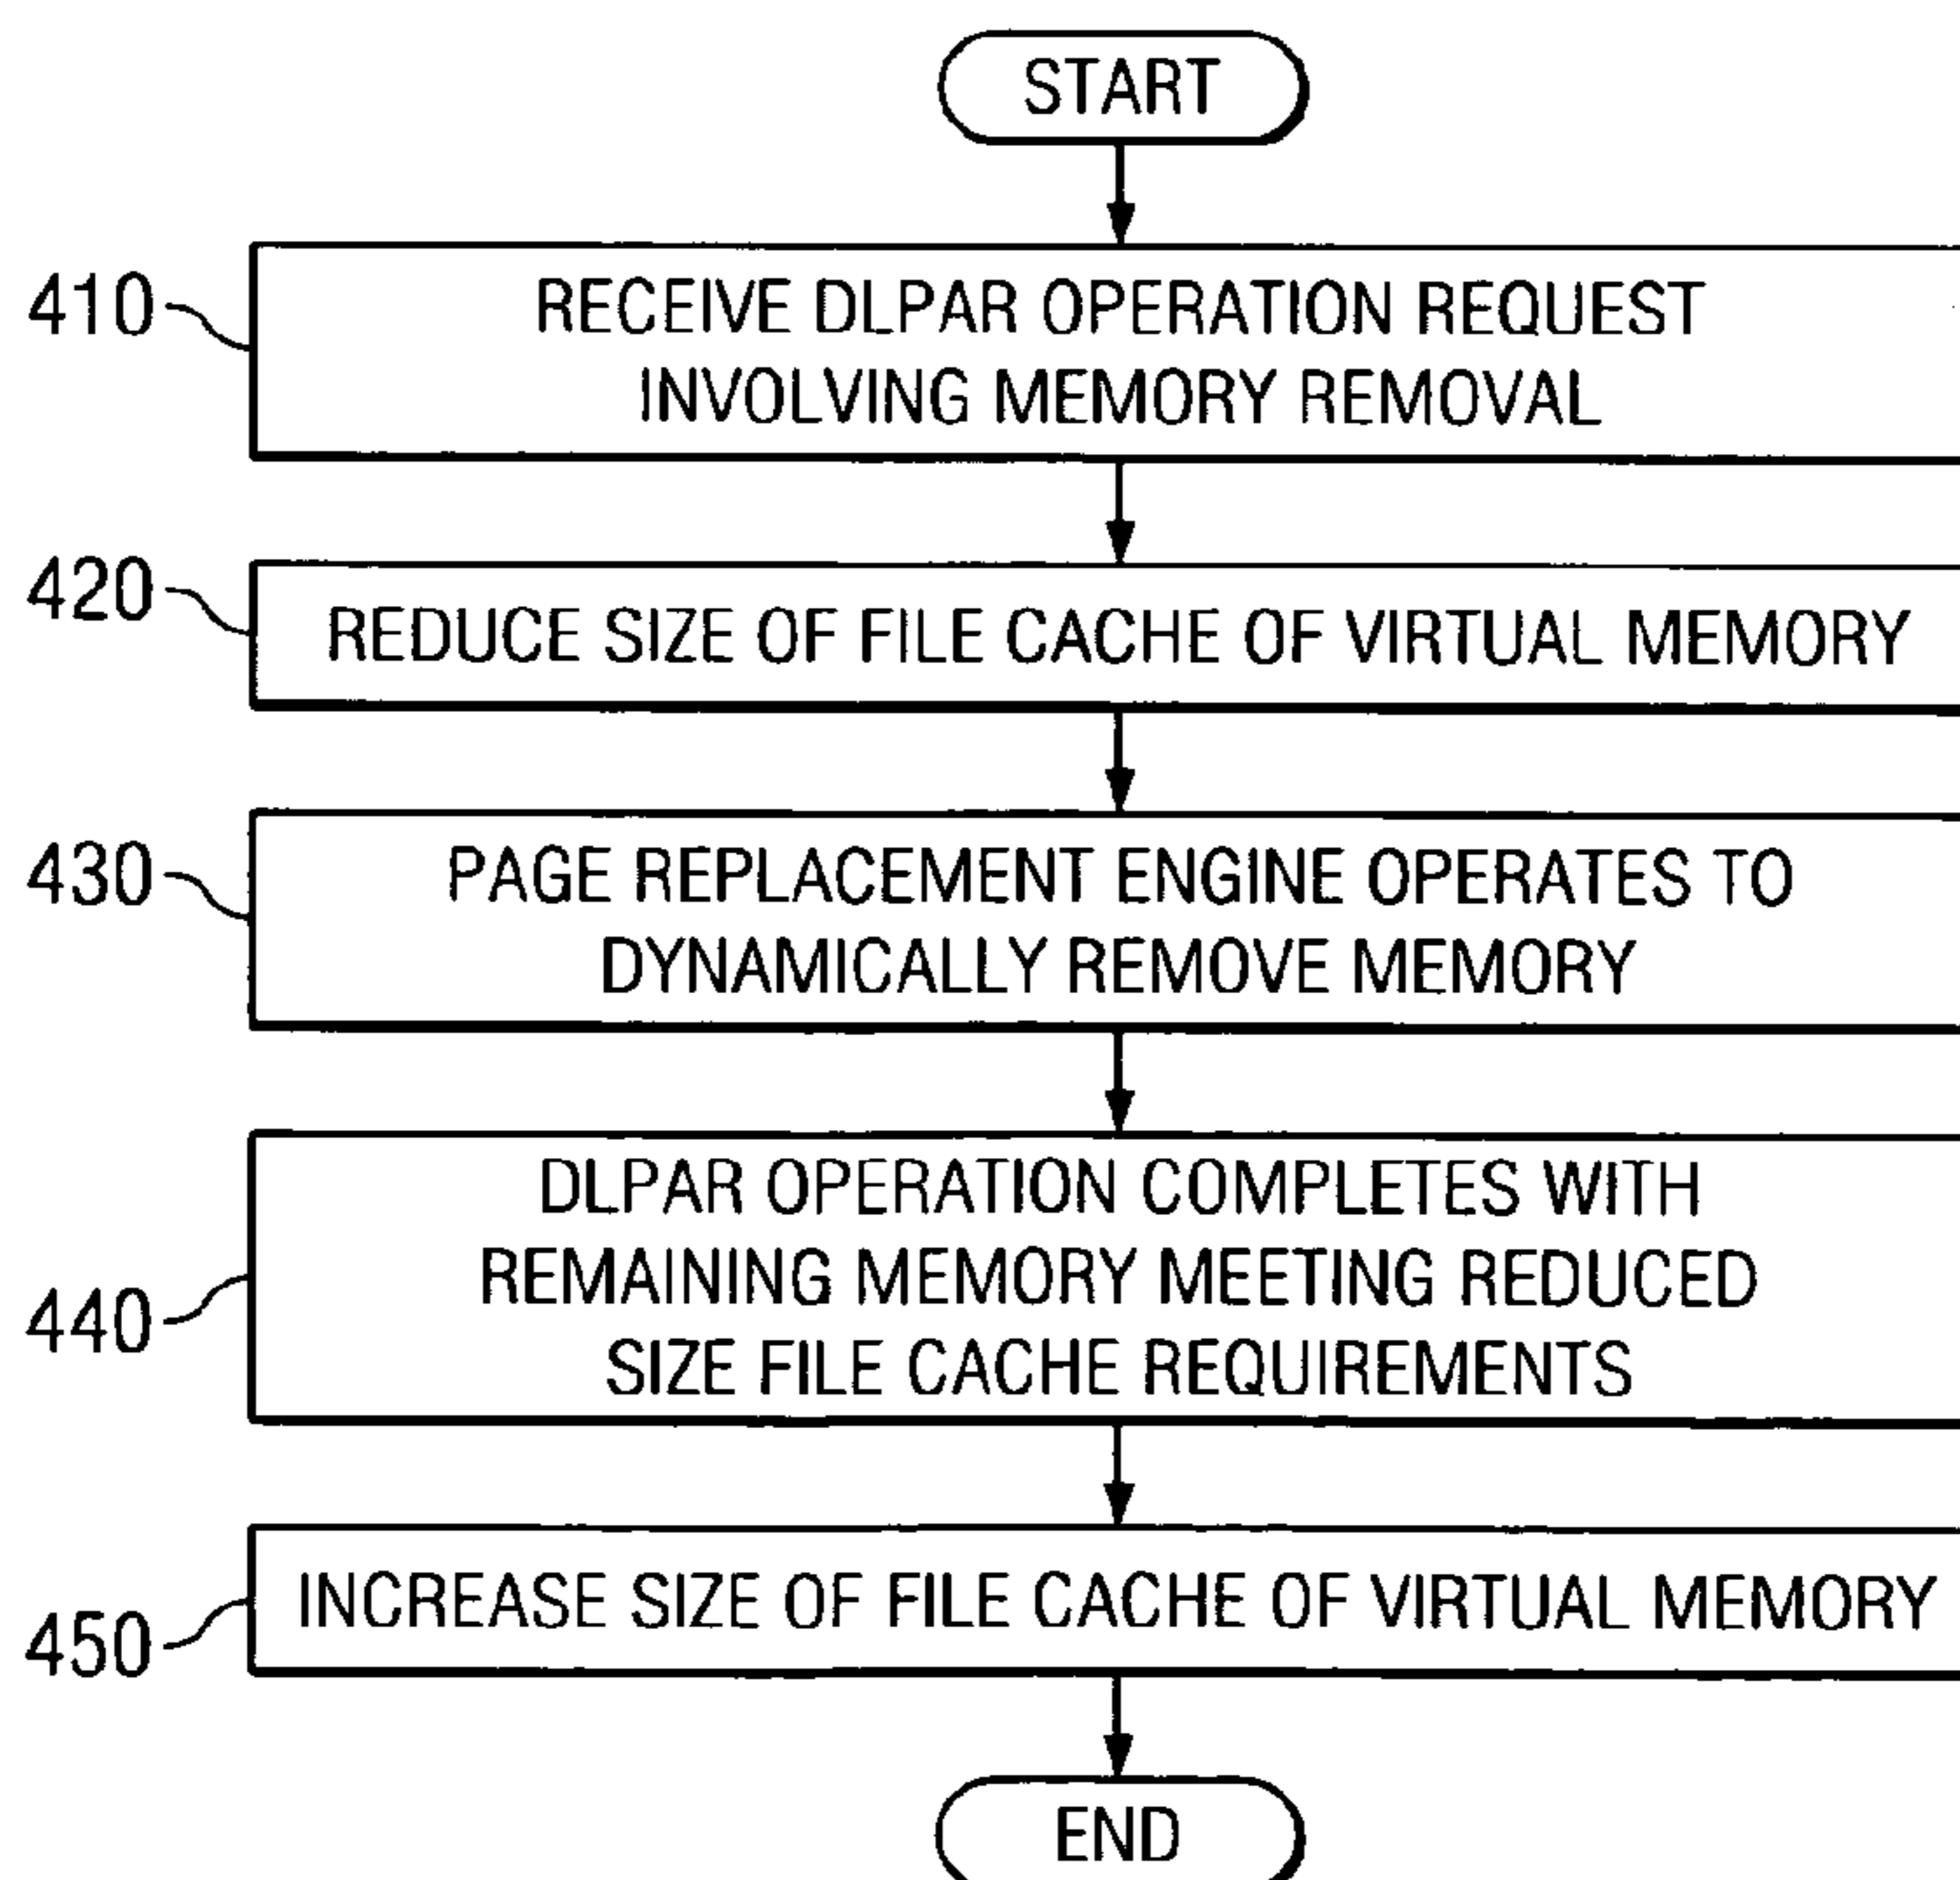 START
410
RECEIVE DLPAR OPERATION REQUEST
INVOLVING MEMORY REMOVAL
420
REDUCE SIZE OF FILE CACHE OF VIRTUAL MEMORY
430
PAGE REPLACEMENT ENGINE OPERATES TO
DYNAMICALLY REMOVE MEMORY
440
DLPAR OPERATION COMPLETES WITH
REMAINING MEMORY MEETING REDUCED
SIZE FILE CACHE REQUIREMENTS
450
INCREASE SIZE OF FILE CACHE OF VIRTUAL MEMORY
END